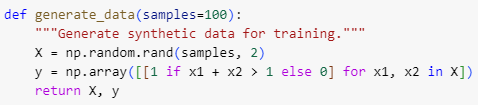 def generate_data(samples=100):
    """Generate synthetic data for training."""
    X = np.random.rand(samples, 2)
    y = np.array([[1 if x1 + x2 > 1 else 0] for x1, x2 in X])
    return X, y